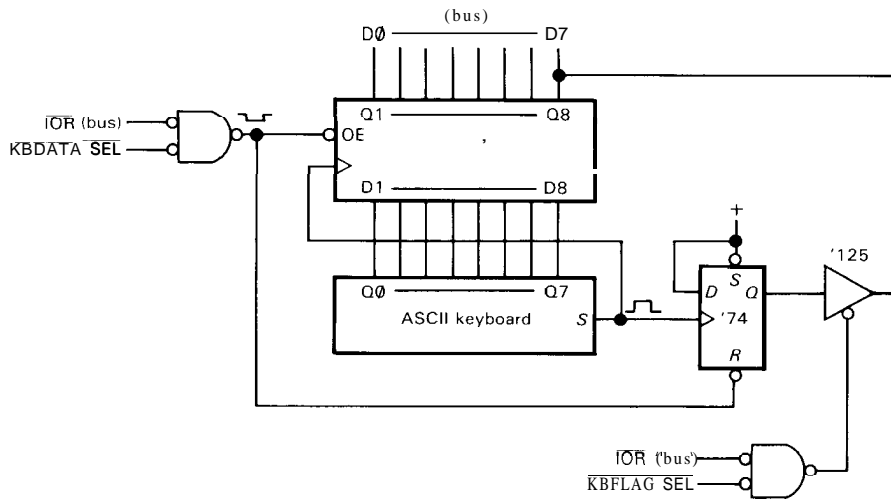 (bus)
DØ D7
Q1 Q8
IOR (bus)
KBDATA SEL
OE
,
D1 D8
Q0 Q7
ASCII keyboard S
+
'125
S
D Q
'74
R
IOR ('bus')
KBFLAG SEL